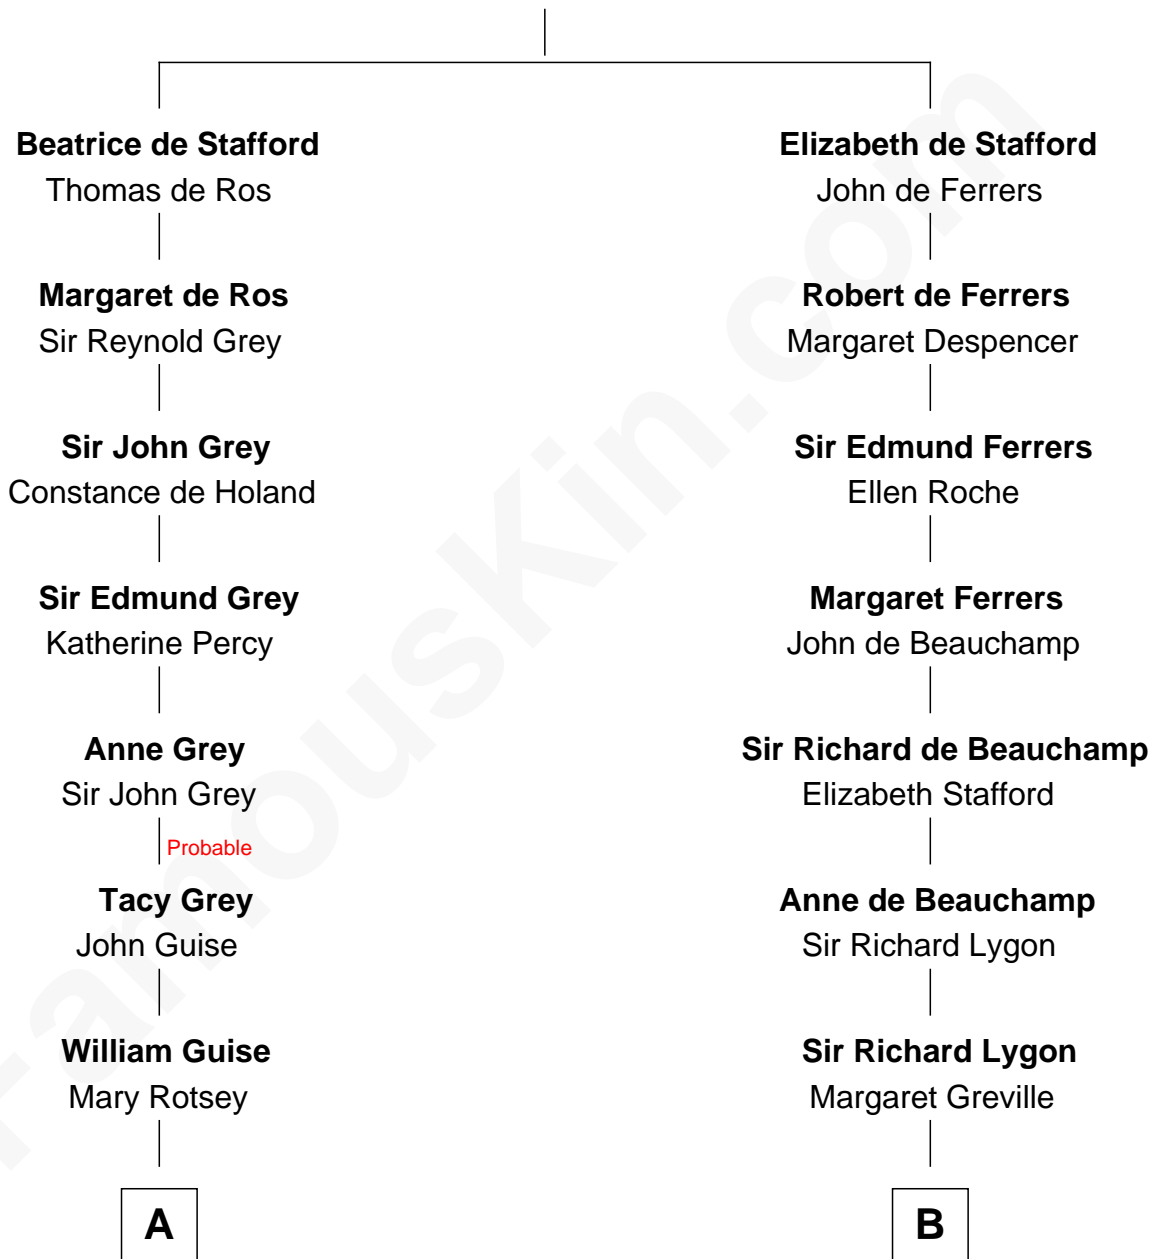 Beatrice de Stafford
Thomas de Ros
Margaret de Ros
Sir Reynold Grey
Sir John Grey
Constance de Holand
Sir Edmund Grey
Katherine Percy
Anne Grey
Sir John Grey
Probable
Tacy Grey
John Guise
William Guise
Mary Rotsey
A
Elizabeth de Stafford
John de Ferrers
Robert de Ferrers
Margaret Despencer
Sir Edmund Ferrers
Ellen Roche
Margaret Ferrers
John de Beauchamp
Sir Richard de Beauchamp
Elizabeth Stafford
Anne de Beauchamp
Sir Richard Lygon
Sir Richard Lygon
Margaret Greville
B
FamousKin.com